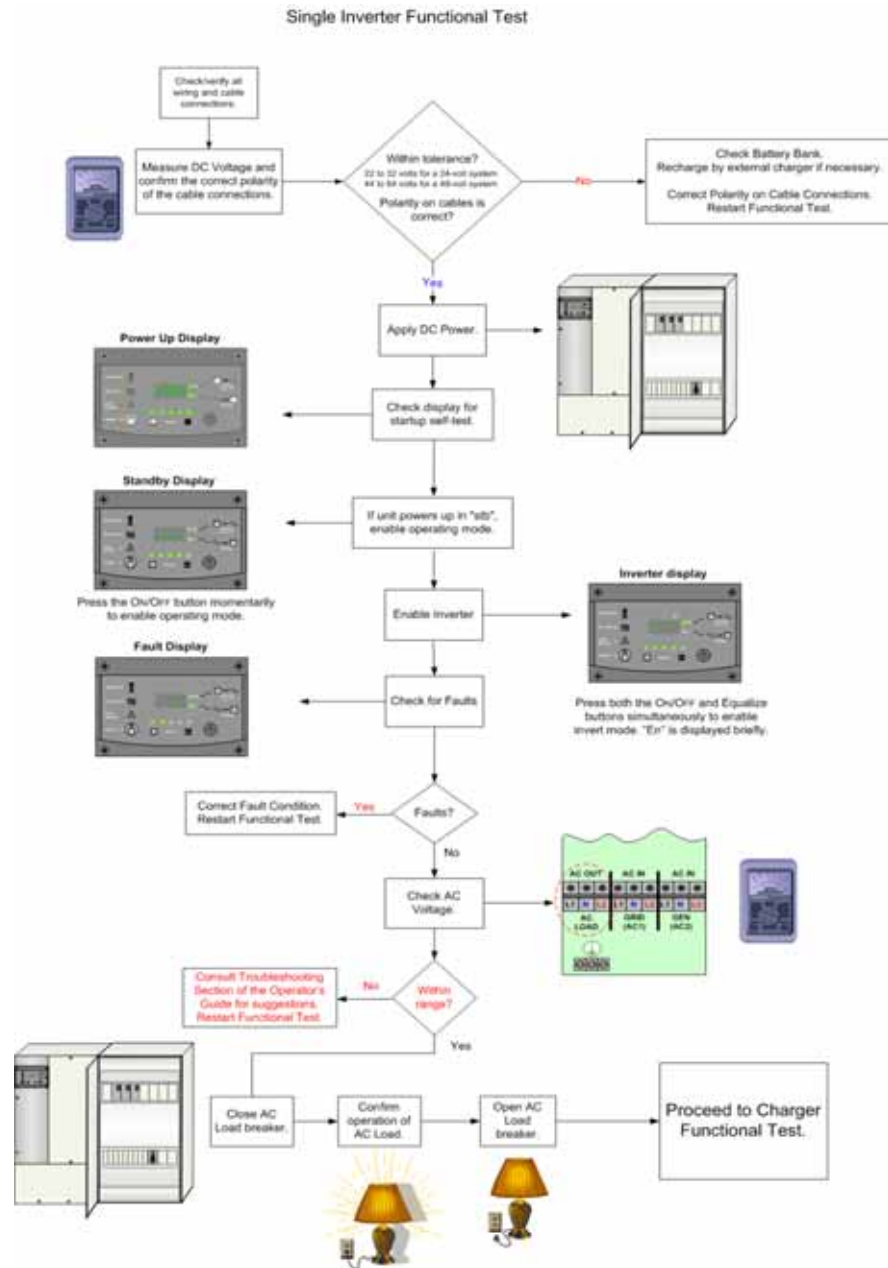 Single Inverter Functional Test
Check/verify all
wiring and cable
connections.
Measure DC Voltage and
confirm the correct polarity
of the cable connections.
Within tolerance?
22 to 32 volts for a 24-volt system
44 to 64 volts for a 48-volt system
Polarity on cables is
correct?
No
Check Battery Bank.
Recharge by external charger if necessary.
Correct Polarity on Cable Connections.
Restart Functional Test.
Yes
Apply DC Power.
Power Up Display
Check display for
startup self-test.
Standby Display
If unit powers up in "stb",
enable operating mode.
Press the ON/OFF button momentarily
to enable operating mode.
Enable Inverter
Inverter display
Press both the ON/OFF and Equalize
buttons simultaneously to enable
invert mode. "En" is displayed briefly.
Fault Display
Check for Faults
Faults?
Yes
Correct Fault Condition.
Restart Functional Test.
No
Check AC
Voltage.
AC OUT AC IN AC IN
L1 N L2 L1 N L2 L1 N L2
AC LOAD
GRID (AC1)
GEN (AC2)
Within
range?
No
Consult Troubleshooting
Section of the Operator's
Guide for suggestions.
Restart Functional Test.
Yes
Close AC
Load breaker.
Confirm
operation of
AC Load.
Open AC
Load
breaker.
Proceed to Charger
Functional Test.